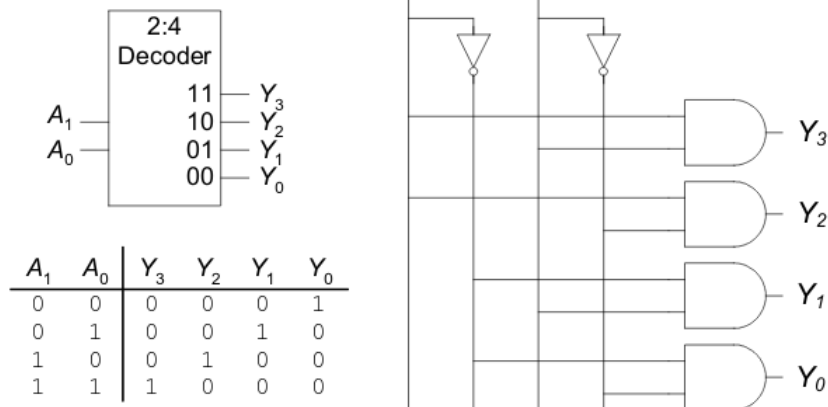 2:4
Decoder
11 Y3
A1 10 Y2
A0 01 Y1
00 Y0
A1 A0 Y3 Y2 Y1 Y0
0 0 0 0 0 1
0 1 0 0 1 0
1 0 0 1 0 0
1 1 1 0 0 0
Y3
Y2
Y1
Y0